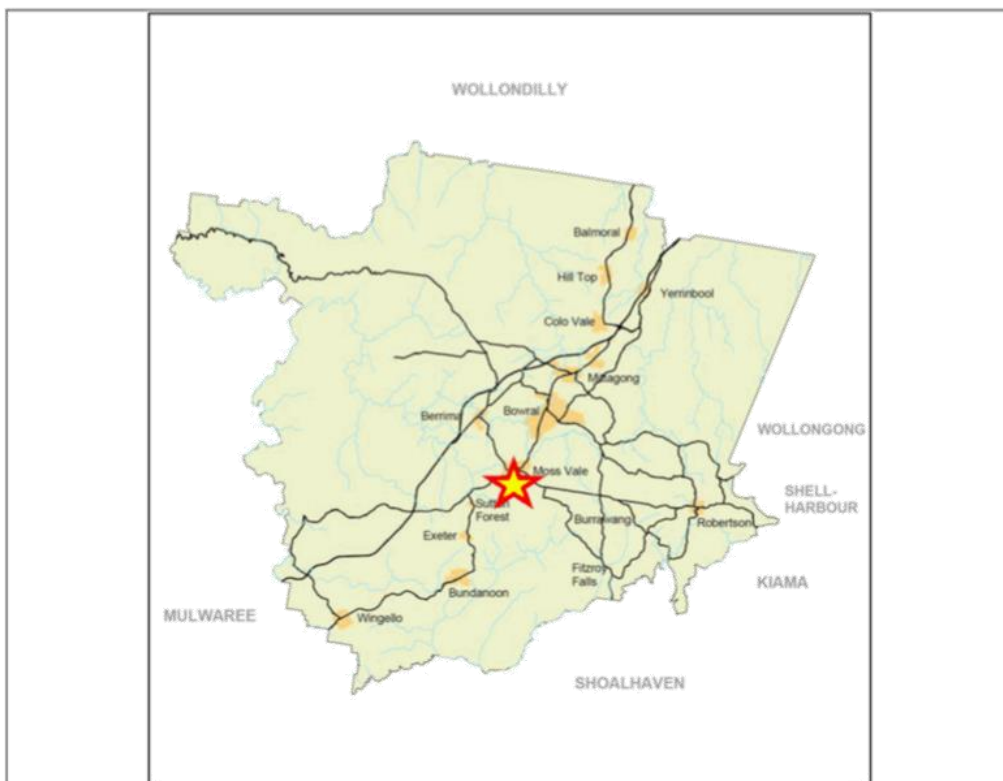 WOLLONDILLY
Balmoral
Hill Top
Yerrinbool
Colo Vale
Mittagong
Berrima
Bowral
WOLLONGONG
Moss Vale
SHELL-
HARBOUR
Sutton
Forest
Burrawang
Robertson
Exeter
Fitzroy
Falls
KIAMA
Bundanoon
MULWAREE
Wingello
SHOALHAVEN